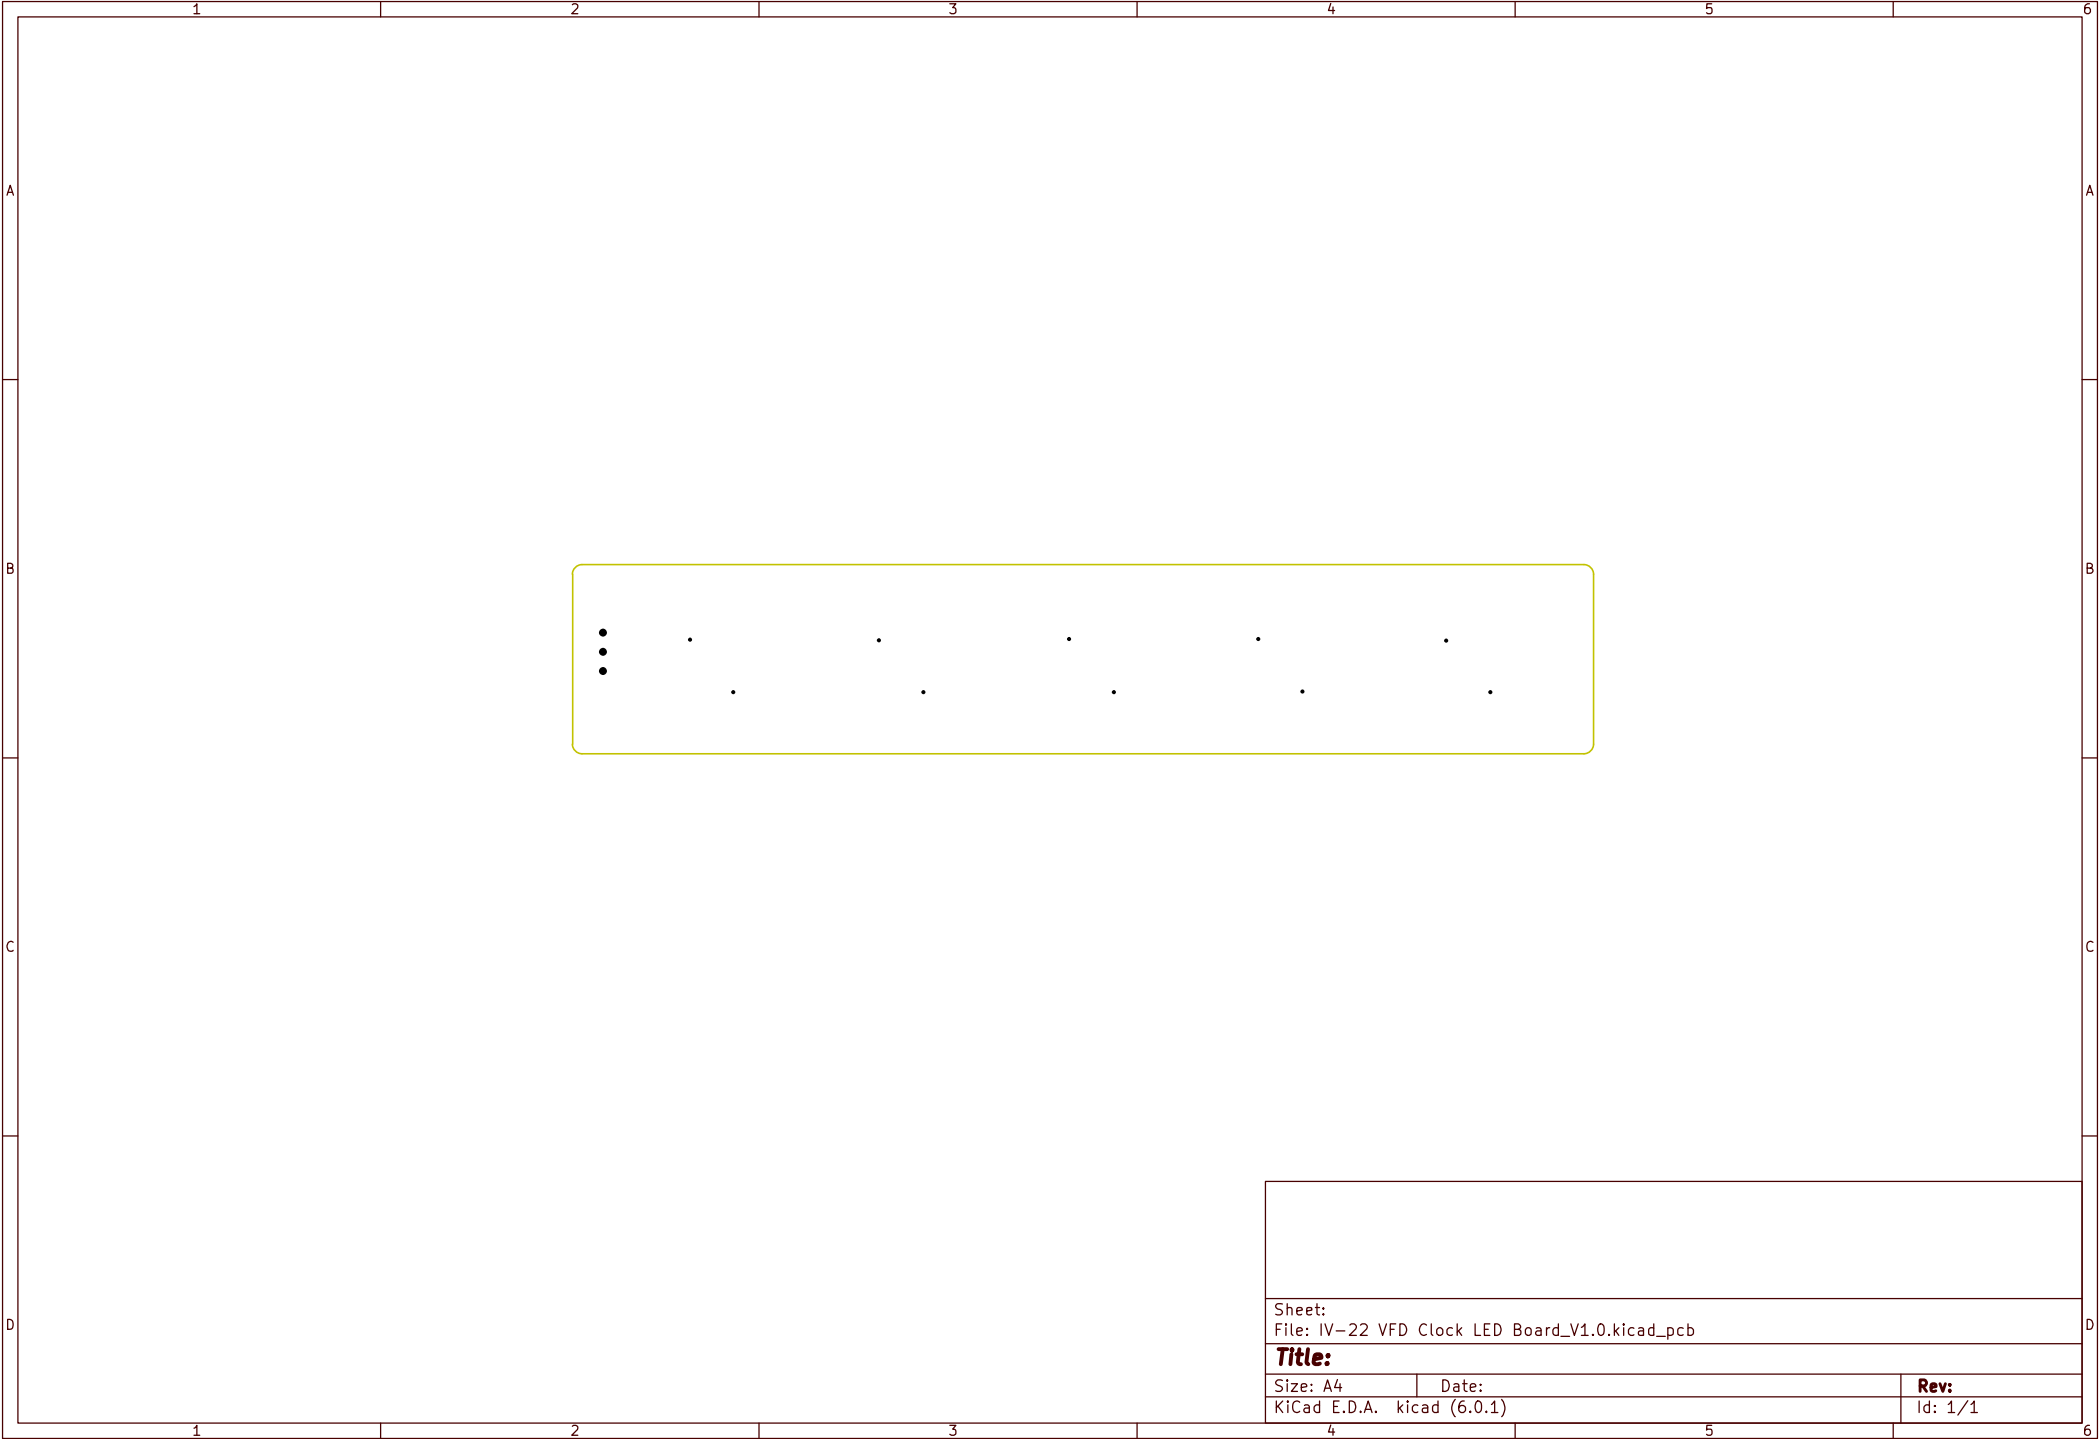 1 2 3 4 5 6
A A
B B
C C
Sheet:
File: IV-22 VFD Clock LED Board_V1.0.kicad_pcb
D D
Title:
Size: A4 Date: Rev:
KiCad E.D.A. kicad (6.0.1) Id: 1/1
1 2 3 4 5 6